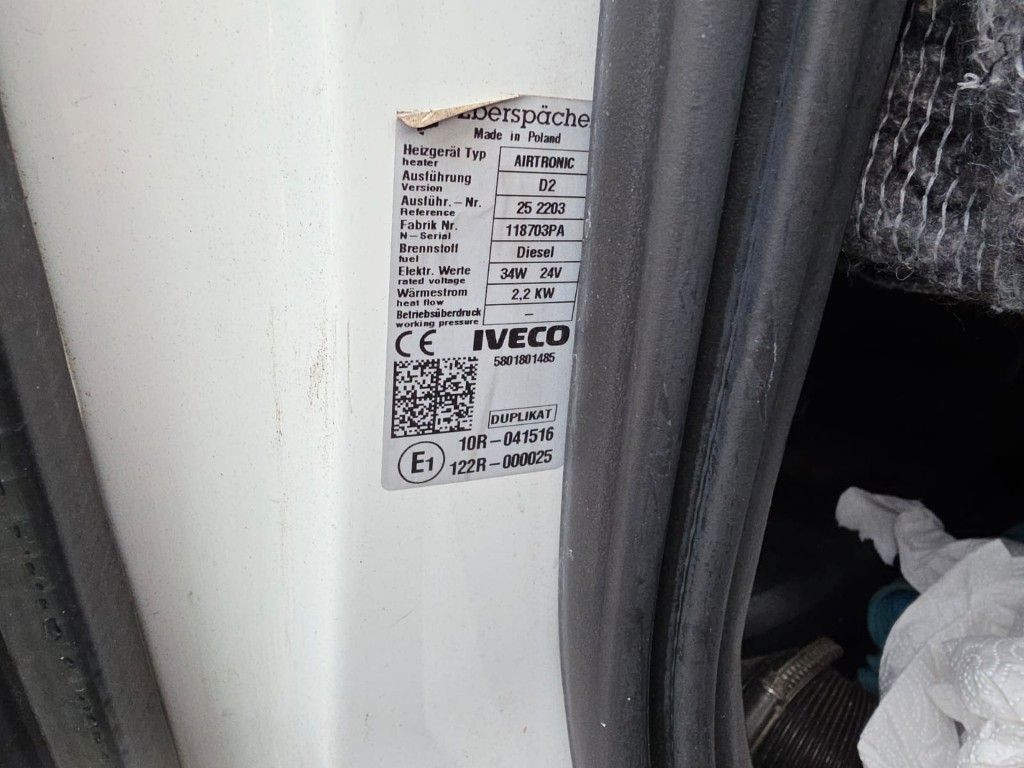 Eberspäche
Made in Poland
Heizgerät Typ AIRTRONIC
heater
Ausführung D2
Version
Ausführ.-Nr. 25 2203
Reference
Fabrik Nr. 118703PA
N-Serial
Brennstoff Diesel
fuel
Elektr. Werte 34W 24V
rated voltage
Wärmestrom 2,2 KW
heat flow
Betriebsüberdruck –
working pressure
CE IVECO
5801801485
DUPLIKAT
10R-041516
E1 122R-000025